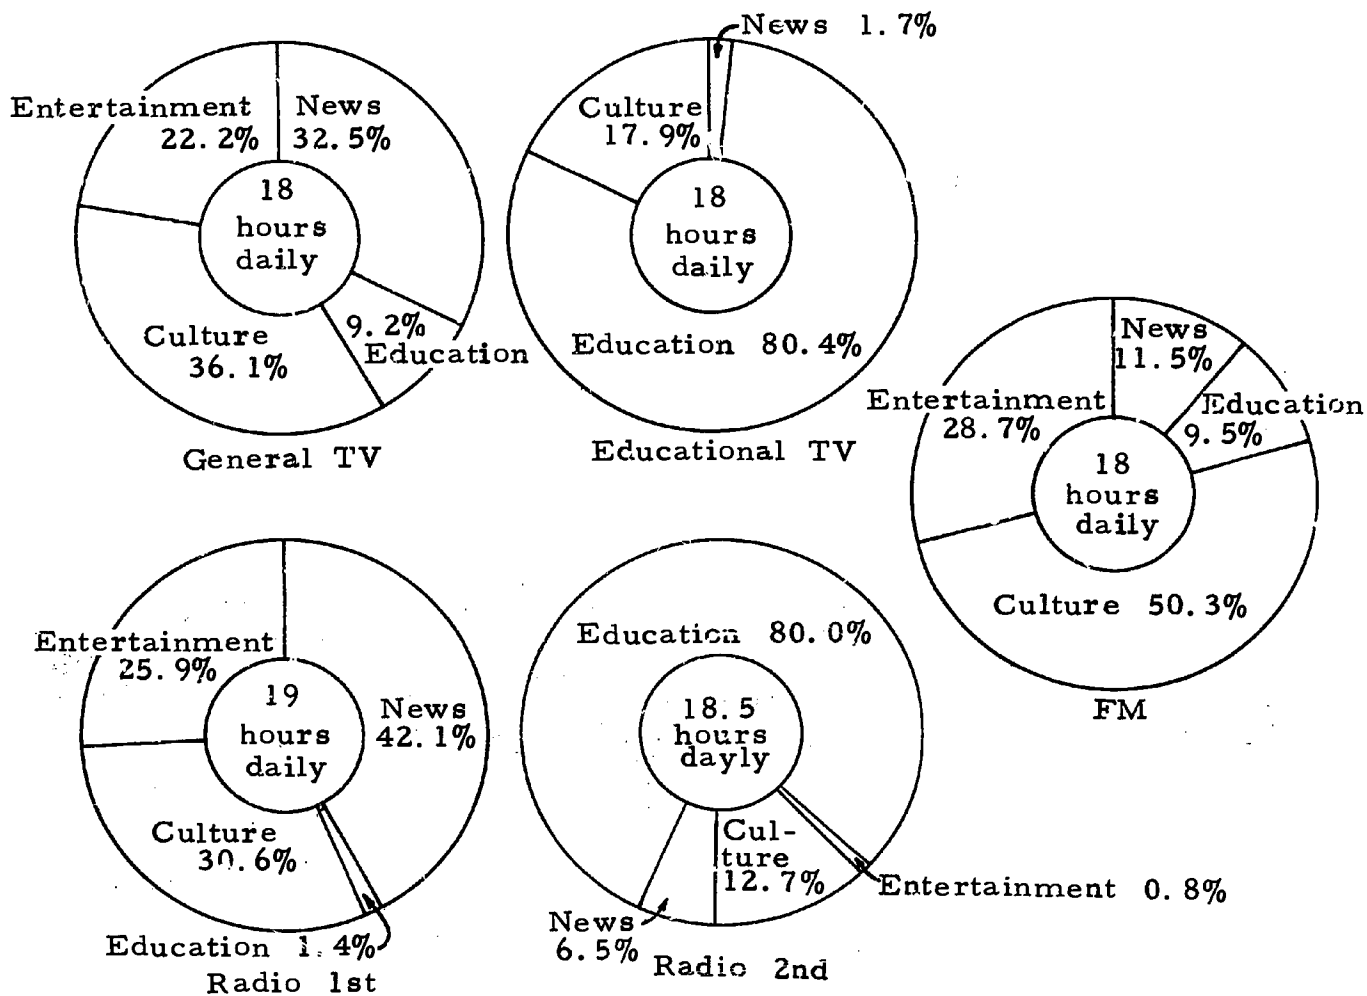 Entertainment
22.2%
News
32.5%
18
hours
daily
Culture
36.1%
9.2%
Education
General TV
News 1.7%
Culture
17.9%
18
hours
daily
Education 80.4%
Educational TV
News
11.5%
Entertainment
28.7%
Education
9.5%
18
hours
daily
Culture 50.3%
FM
Entertainment
25.9%
19
hours
daily
News
42.1%
Culture
30.6%
Education 1.4%
Radio 1st
Education 80.0%
18.5
hours
dayly
Cul-
ture
12.7%
Entertainment 0.8%
News
6.5%
Radio 2nd